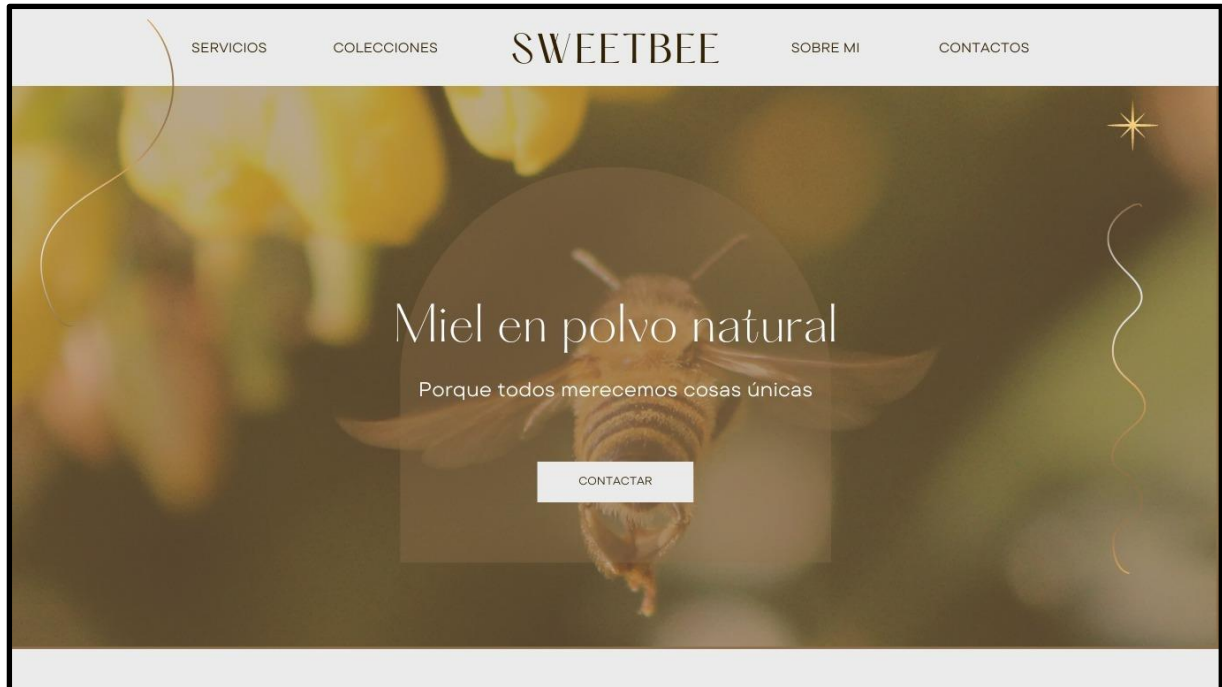 SERVICIOS
COLECCIONES
SWEETBEE
SOBRE MI
CONTACTOS
Miel en polvo natural
Porque todos merecemos cosas únicas
CONTACTAR